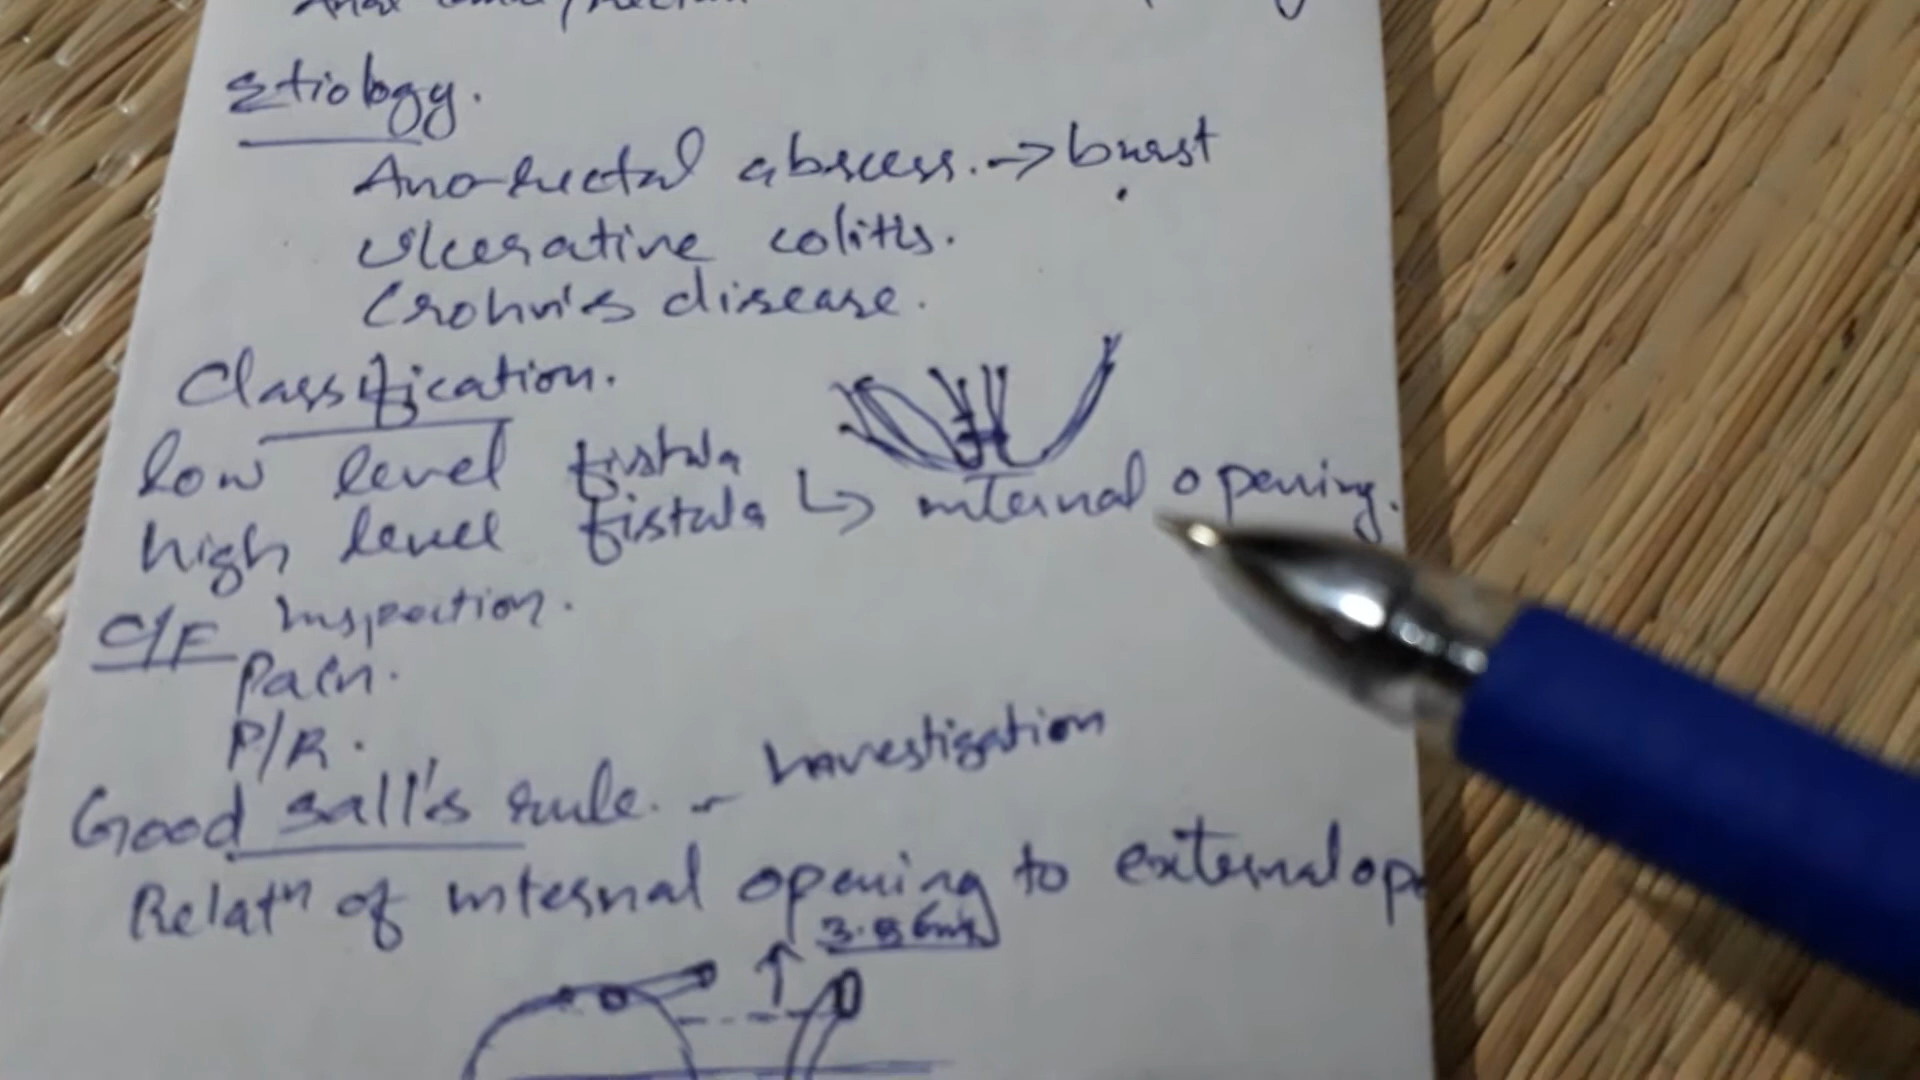 Etiology.
Ano-rectal abscess. -> burst
Ulcerative colitis.
Crohn's disease.
Classification.
low level fistula
high level fistula ↳ internal opening.
C/F Inspection.
Pain.
P/R.
Good sall's rule. - Investigation
Relatn of internal opening to external op